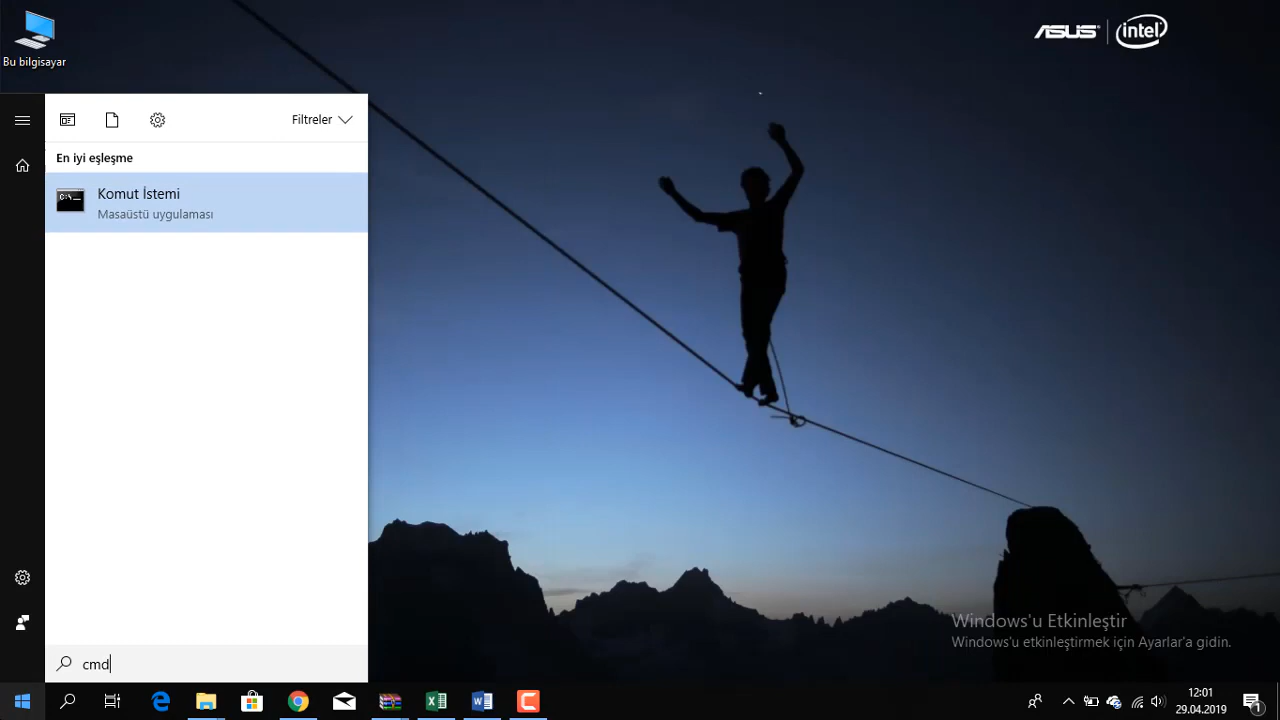 Bu bilgisayar
ASUS
intel
Filtreler
En iyi eşleşme
C:\
Komut İstemi
Masaüstü uygulaması
cmd
Windows'u Etkinleştir
Windows'u etkinleştirmek için Ayarlar'a gidin.
12:01
29.04.2019
1